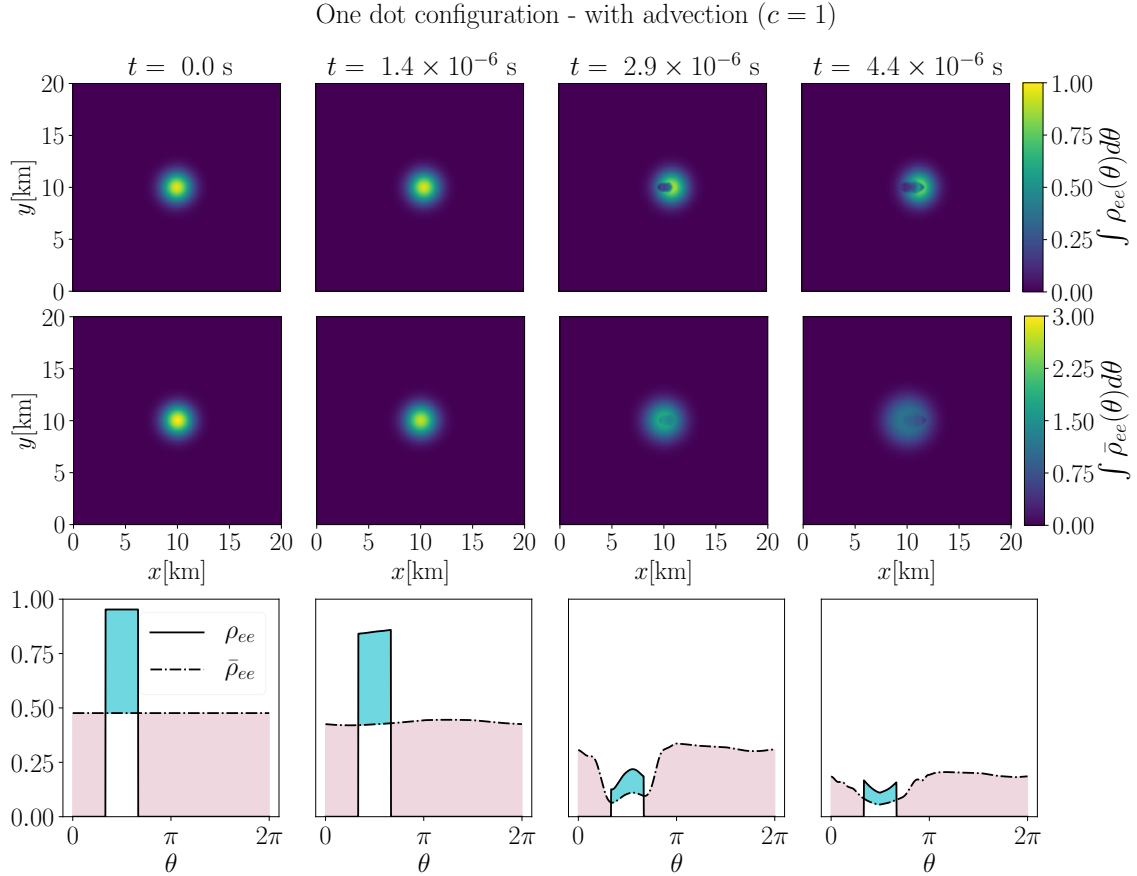 One dot configuration - with advection (c = 1)
t = 0.0 s
t = 1.4 × 10⁻⁶ s
t = 2.9 × 10⁻⁶ s
t = 4.4 × 10⁻⁶ s
20
15
10
5
0
y[km]
1.00
0.75
0.50
0.25
0.00
∫ ρee(θ)dθ
20
15
10
5
0
y[km]
0 5 10 15 20
0 5 10 15 20
0 5 10 15 20
0 5 10 15 20
x[km]
x[km]
x[km]
x[km]
3.00
2.25
1.50
0.75
0.00
∫ ρ̄ee(θ)dθ
1.00
0.75
0.50
0.25
0.00
ρee
ρ̄ee
0 π 2π
0 π 2π
0 π 2π
0 π 2π
θ
θ
θ
θ